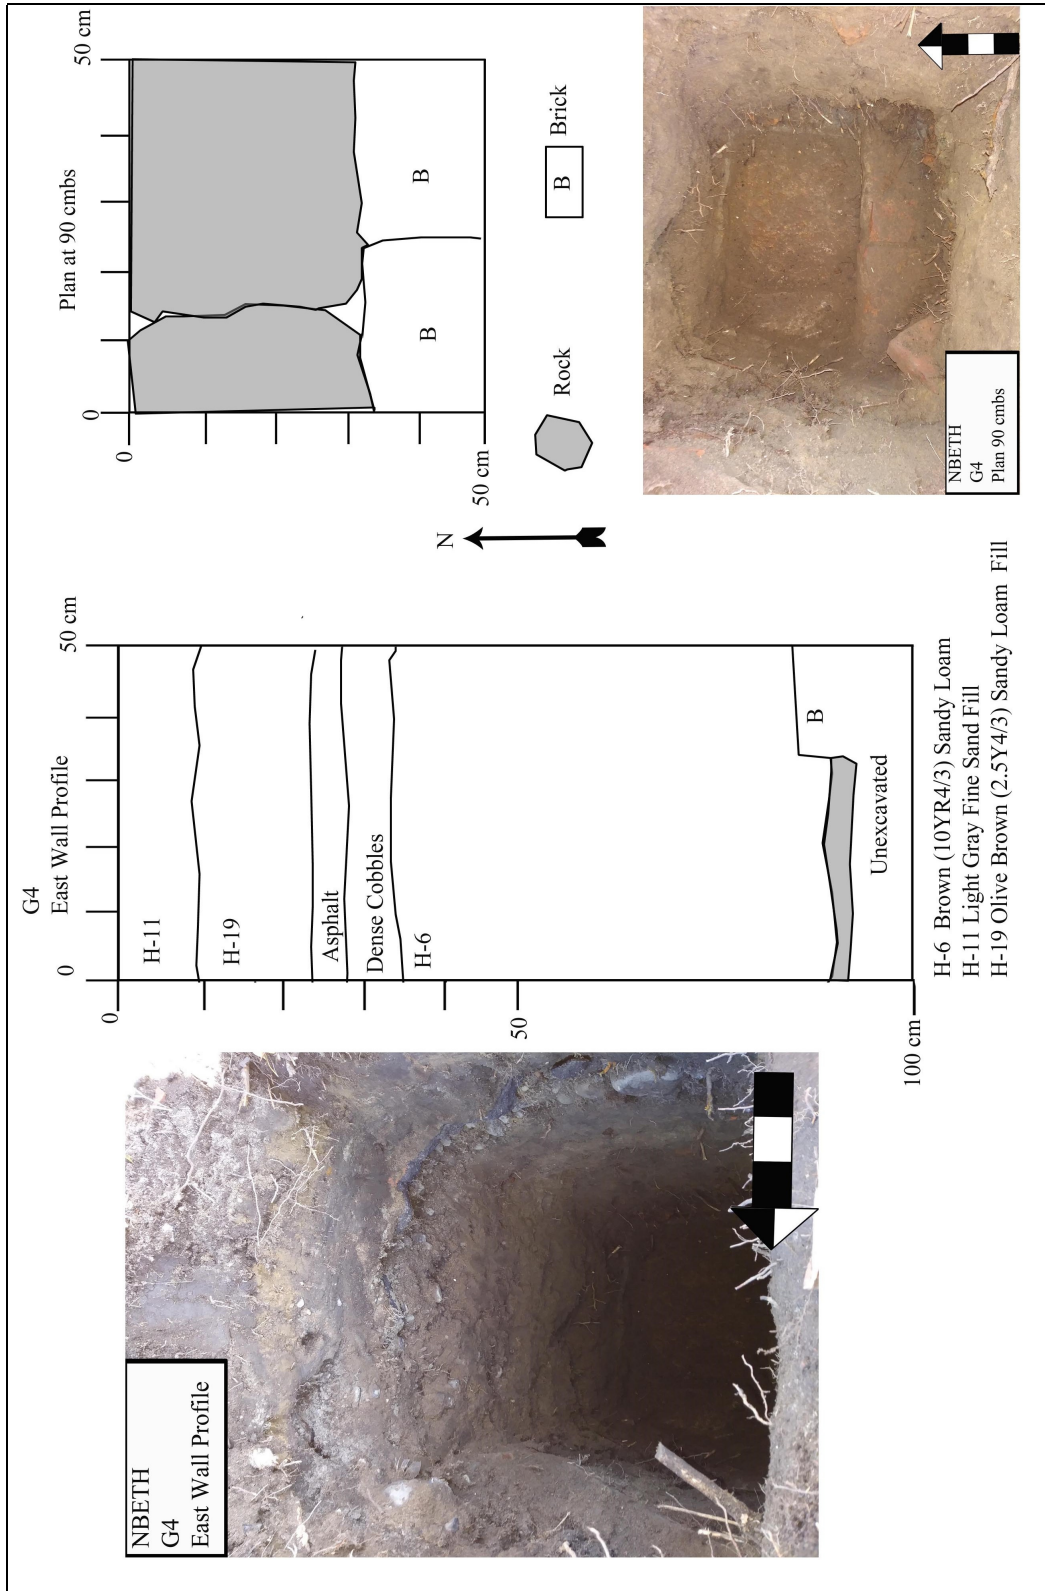 NBETH
G4
East Wall Profile
G4
East Wall Profile
0
50 cm
0
50
100 cm
H-11
H-19
Asphalt
Dense Cobbles
H-6
B
Unexcavated
H-6 Brown (10YR4/3) Sandy Loam
H-11 Light Gray Fine Sand Fill
H-19 Olive Brown (2.5Y4/3) Sandy Loam Fill
N
Plan at 90 cmbs
0
50 cm
0
50 cm
B
B
Rock
B
Brick
NBETH
G4
Plan 90 cmbs